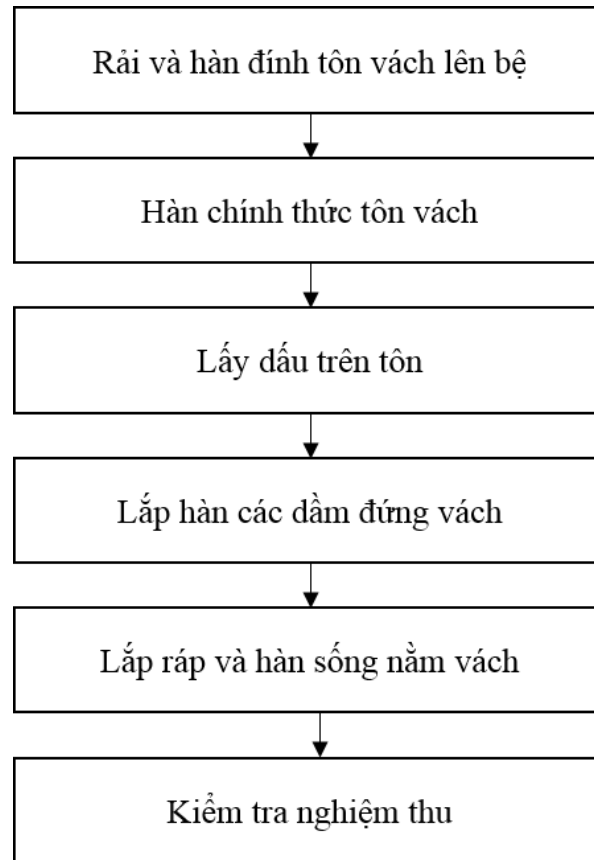 Rải và hàn đính tôn vách lên bệ
Hàn chính thức tôn vách
Lấy dấu trên tôn
Lắp hàn các dầm đứng vách
Lắp ráp và hàn sống nằm vách
Kiểm tra nghiệm thu